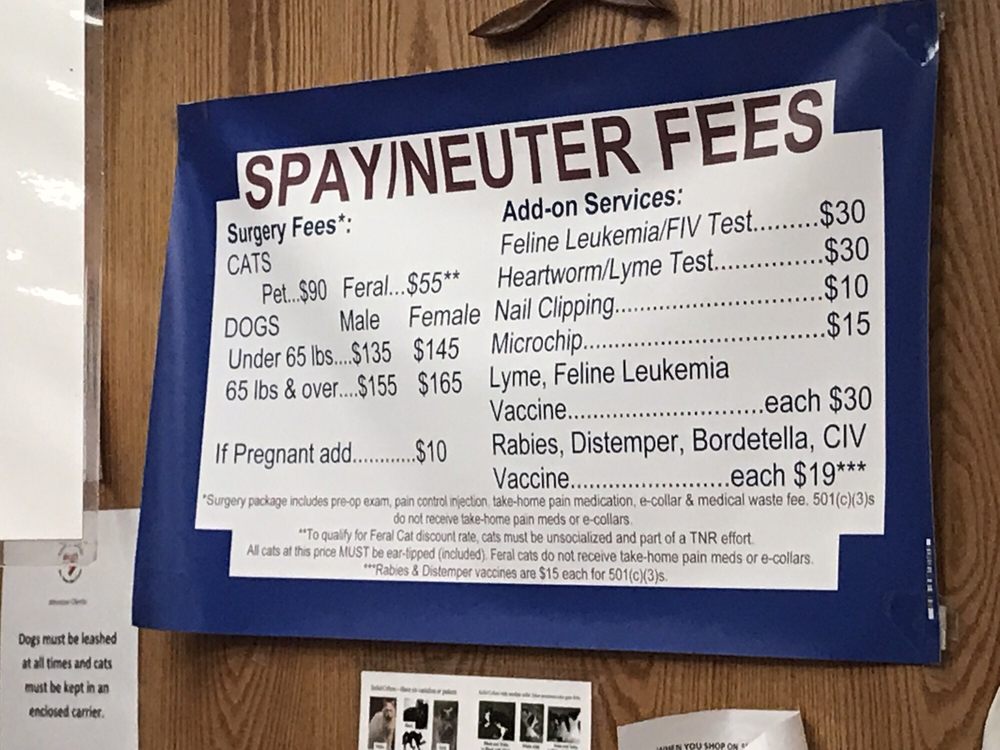 SPAY/NEUTER FEES
Surgery Fees*:
CATS
Pet...$90 Feral...$55**
DOGS Male Female
Under 65 lbs....$135 $145
65 lbs & over....$155 $165
If Pregnant add............$10
Add-on Services:
Feline Leukemia/FIV Test.........$30
Heartworm/Lyme Test...............$30
Nail Clipping.............................$10
Microchip..................................$15
Lyme, Feline Leukemia
Vaccine............................each $30
Rabies, Distemper, Bordetella, CIV
Vaccine.......................each $19***
*Surgery package includes pre-op exam, pain control injection, take-home pain medication, e-collar & medical waste fee. 501(c)(3)s
do not receive take-home pain meds or e-collars.
**To qualify for Feral Cat discount rate, cats must be unsocialized and part of a TNR effort.
All cats at this price MUST be ear-tipped (included). Feral cats do not receive take-home pain meds or e-collars.
***Rabies & Distemper vaccines are $15 each for 501(c)(3)s.
Dogs must be leashed
at all times and cats
must be kept in an
enclosed carrier.
WHEN YOU SHOP ON